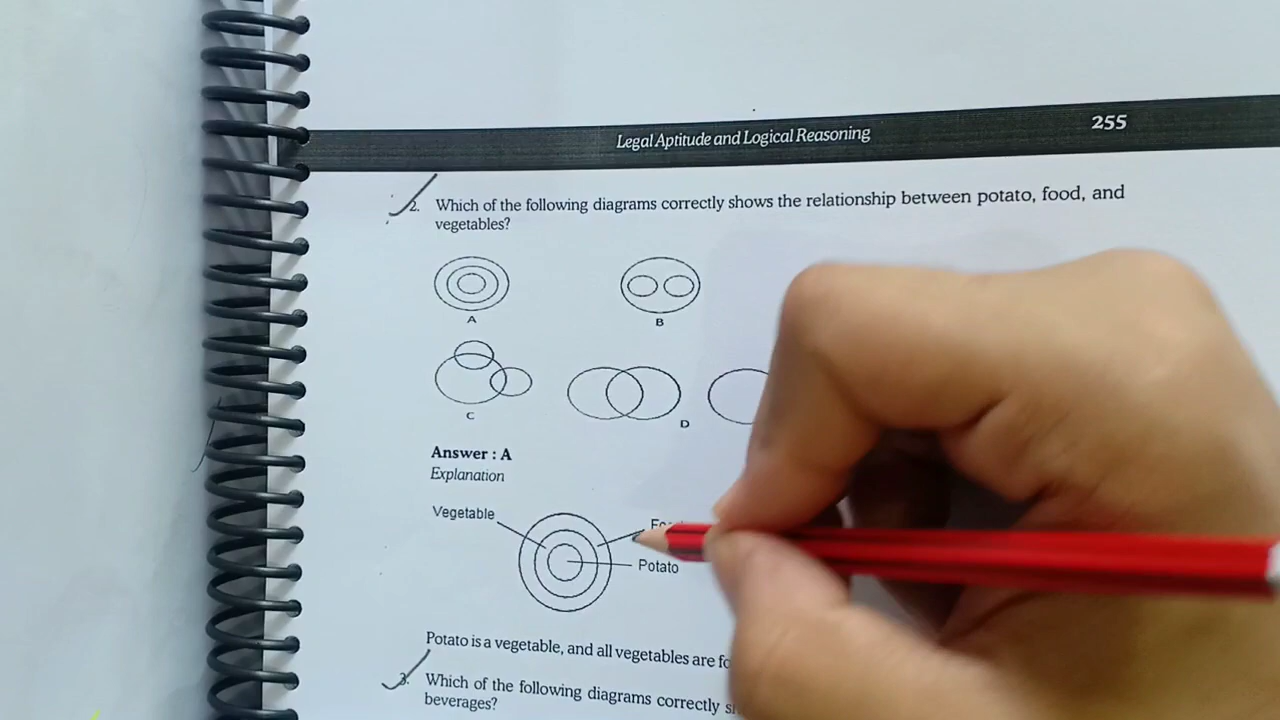 Legal Aptitude and Logical Reasoning
255
2. Which of the following diagrams correctly shows the relationship between potato, food, and
vegetables?
A
B
C
D
Answer : A
Explanation
Vegetable
Potato
Potato is a vegetable, and all vegetables are
3. Which of the following diagrams correctly
beverages?